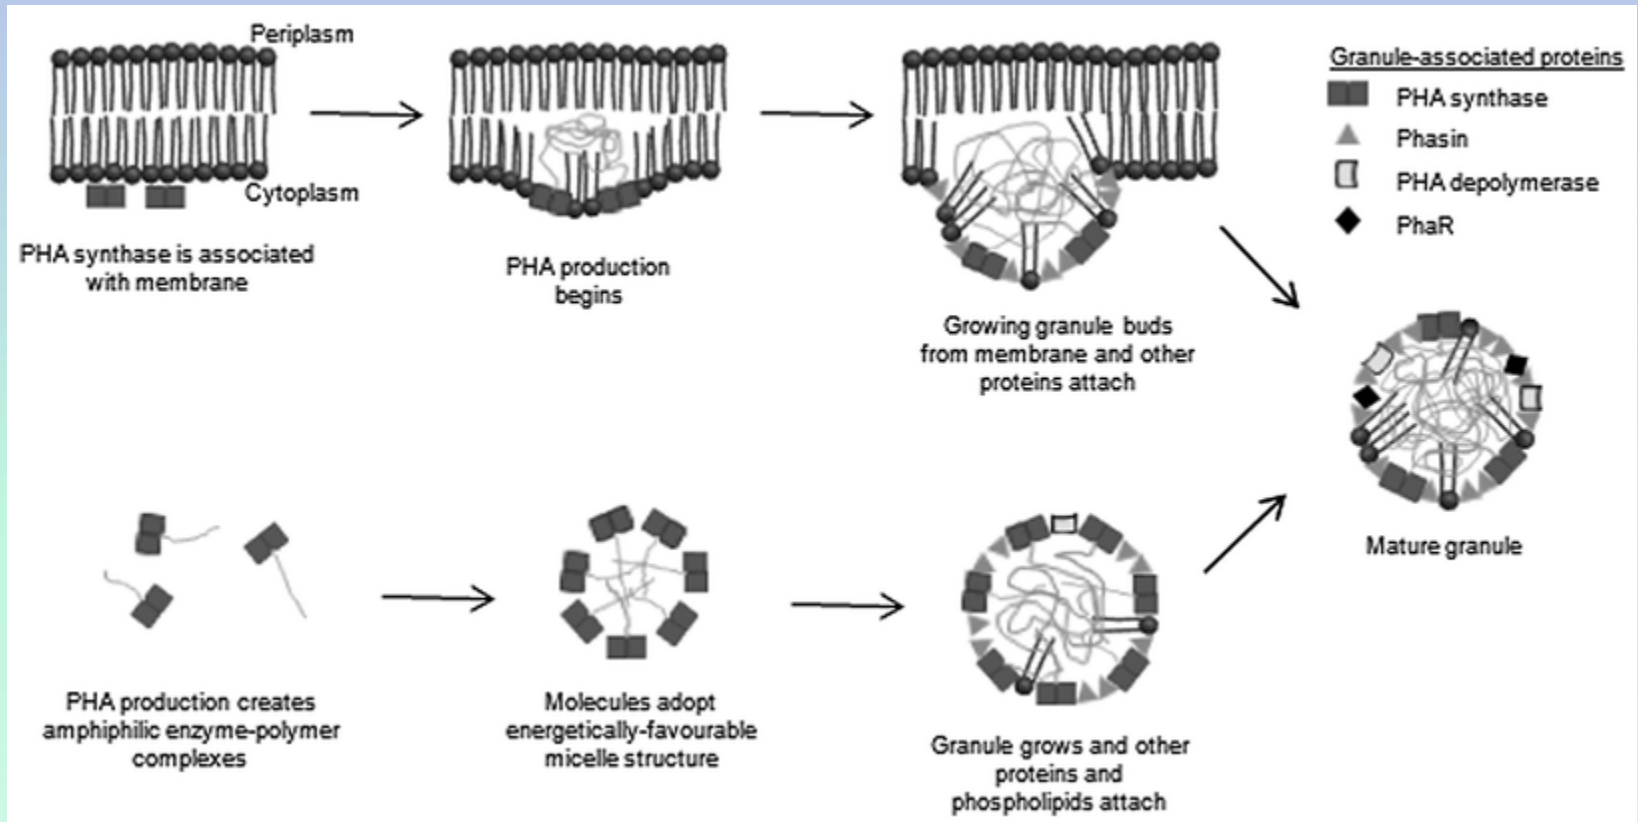 Periplasm
Cytoplasm
PHA synthase is associated
with membrane
PHA production
begins
Growing granule buds
from membrane and other
proteins attach
Granule-associated proteins
PHA synthase
Phasin
PHA depolymerase
PhaR
Mature granule
PHA production creates
amphiphilic enzyme-polymer
complexes
Molecules adopt
energetically-favourable
micelle structure
Granule grows and other
proteins and
phospholipids attach